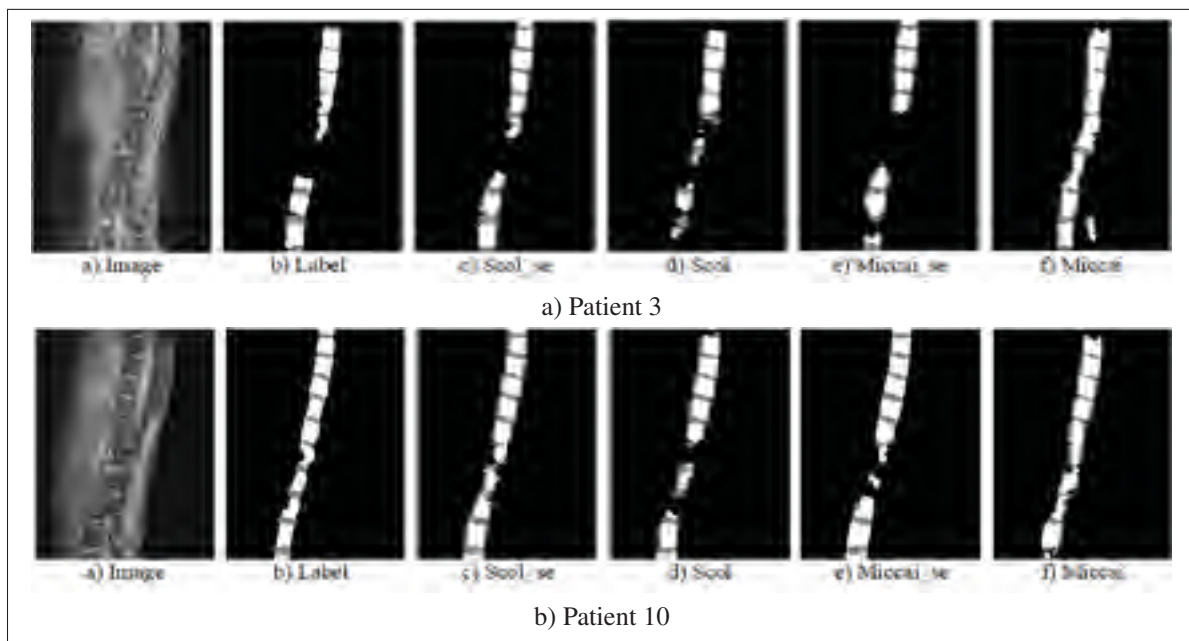 a) Image b) Label c) Scol_se d) Scol e) Miccai_se f) Miccai
a) Patient 3
a) Image b) Label c) Scol_se d) Scol e) Miccai_se f) Miccai
b) Patient 10